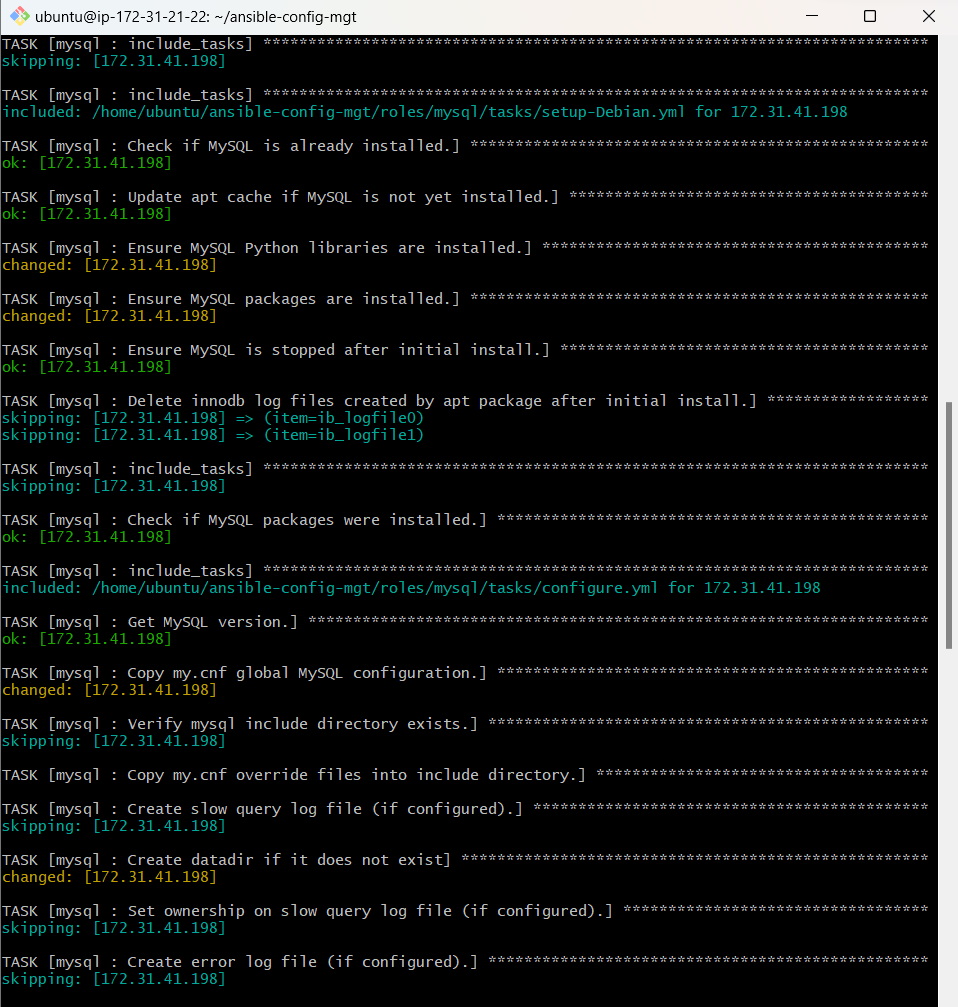 ubuntu@ip-172-31-21-22: ~/ansible-config-mgt
TASK [mysql : include_tasks] **************************************************************************
skipping: [172.31.41.198]
TASK [mysql : include_tasks] **************************************************************************
included: /home/ubuntu/ansible-config-mgt/roles/mysql/tasks/setup-Debian.yml for 172.31.41.198
TASK [mysql : Check if MySQL is already installed.] ***************************************************
ok: [172.31.41.198]
TASK [mysql : Update apt cache if MySQL is not yet installed.] ****************************************
ok: [172.31.41.198]
TASK [mysql : Ensure MySQL Python libraries are installed.] *******************************************
changed: [172.31.41.198]
TASK [mysql : Ensure MySQL packages are installed.] ***************************************************
changed: [172.31.41.198]
TASK [mysql : Ensure MySQL is stopped after initial install.] *****************************************
ok: [172.31.41.198]
TASK [mysql : Delete innodb log files created by apt package after initial install.] ******************
skipping: [172.31.41.198] => (item=ib_logfile0)
skipping: [172.31.41.198] => (item=ib_logfile1)
TASK [mysql : include_tasks] **************************************************************************
skipping: [172.31.41.198]
TASK [mysql : Check if MySQL packages were installed.] ************************************************
ok: [172.31.41.198]
TASK [mysql : include_tasks] **************************************************************************
included: /home/ubuntu/ansible-config-mgt/roles/mysql/tasks/configure.yml for 172.31.41.198
TASK [mysql : Get MySQL version.] *********************************************************************
ok: [172.31.41.198]
TASK [mysql : Copy my.cnf global MySQL configuration.] ************************************************
changed: [172.31.41.198]
TASK [mysql : Verify mysql include directory exists.] *************************************************
skipping: [172.31.41.198]
TASK [mysql : Copy my.cnf override files into include directory.] *************************************
TASK [mysql : Create slow query log file (if configured).] ********************************************
skipping: [172.31.41.198]
TASK [mysql : Create datadir if it does not exist] ****************************************************
changed: [172.31.41.198]
TASK [mysql : Set ownership on slow query log file (if configured).] **********************************
skipping: [172.31.41.198]
TASK [mysql : Create error log file (if configured).] *************************************************
skipping: [172.31.41.198]